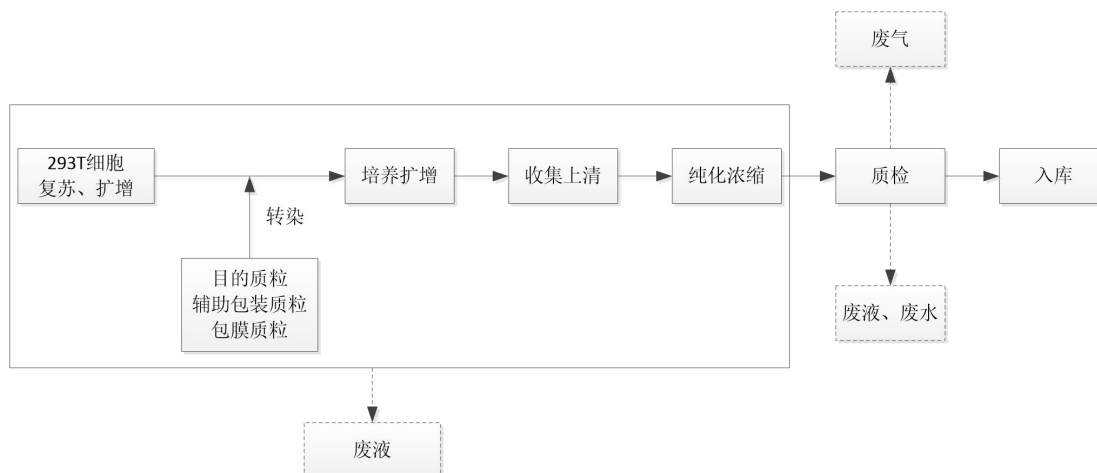 废气
293T细胞
复苏、扩增
培养扩增
收集上清
纯化浓缩
质检
入库
转染
目的质粒
辅助包装质粒
包膜质粒
废液、废水
废液